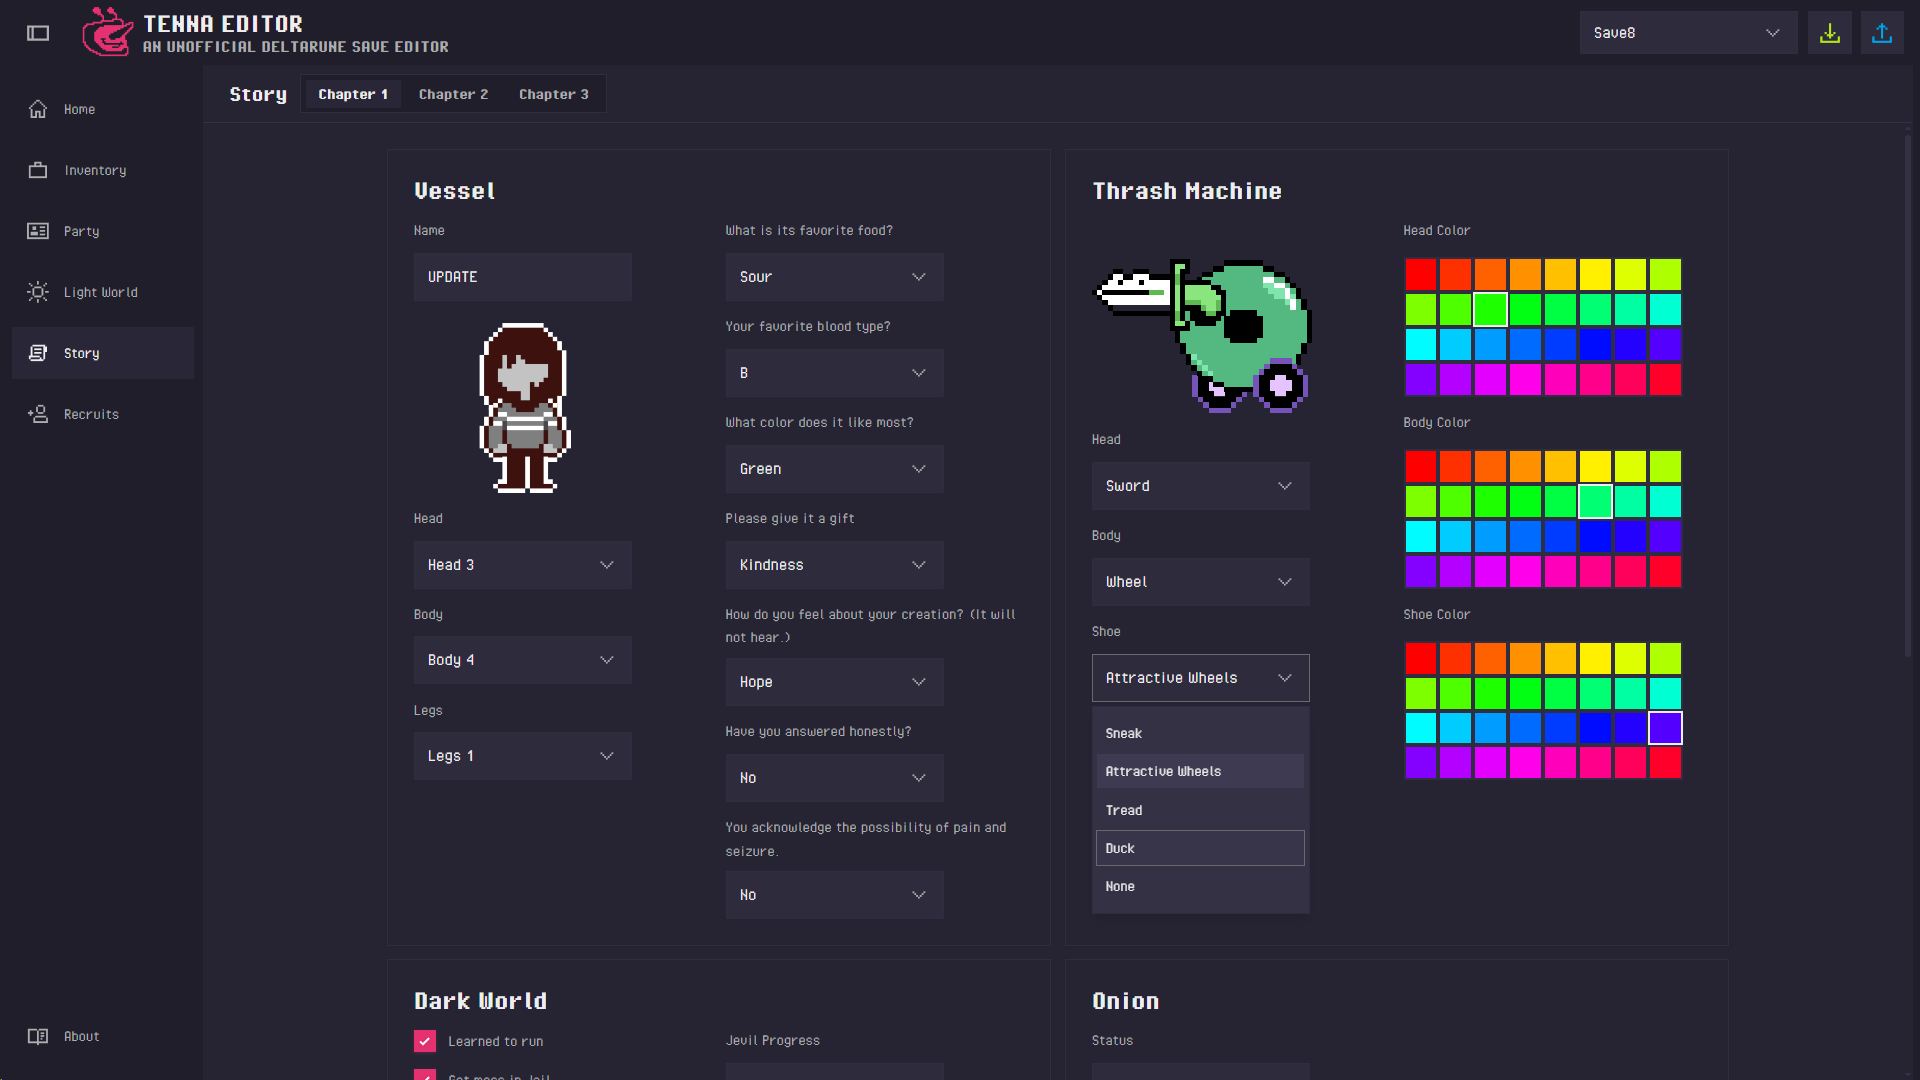 TENNA EDITOR
AN UNOFFICIAL DELTARUNE SAVE EDITOR
Save8
Home
Inventory
Party
Light World
Story
Recruits
About
Story
Chapter 1
Chapter 2
Chapter 3
Vessel
Name
UPDATE
Head
Head 3
Body
Body 4
Legs
Legs 1
What is its favorite food?
Sour
Your favorite blood type?
B
What color does it like most?
Green
Please give it a gift
Kindness
How do you feel about your creation? (It will
not hear.)
Hope
Have you answered honestly?
No
You acknowledge the possibility of pain and
seizure.
No
Thrash Machine
Head
Sword
Body
Wheel
Shoe
Attractive Wheels
Sneak
Attractive Wheels
Tread
Duck
None
Head Color
Body Color
Shoe Color
Dark World
Learned to run
Jevil Progress
Onion
Status